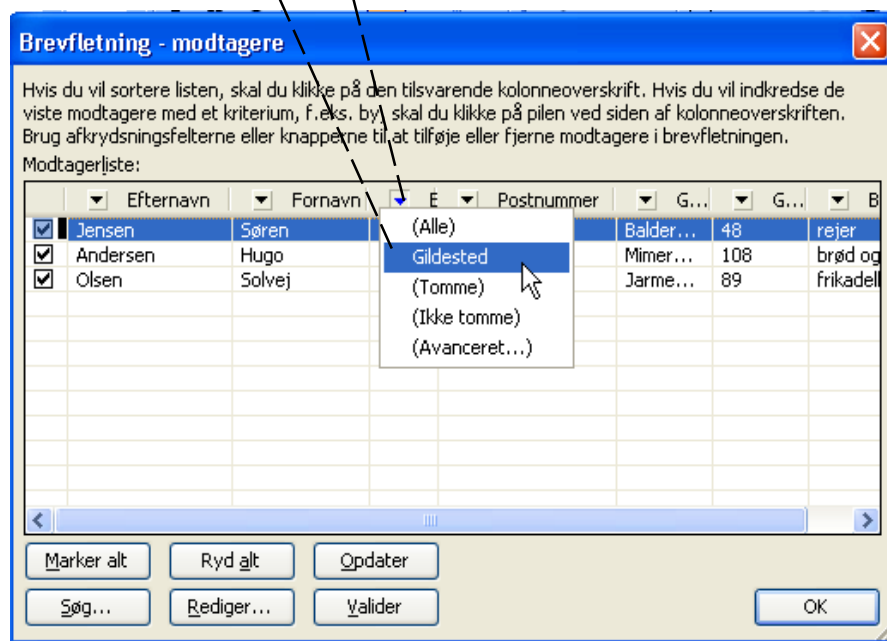 Brevfletning - modtagere
Hvis du vil sortere listen, skal du klikke på den tilsvarende kolonneoverskrift. Hvis du vil indkredse de
viste modtagere med et kriterium, f.eks. by, skal du klikke på pilen ved siden af kolonneoverskriften.
Brug afkrydsningsfelterne eller knapperne til at tilføje eller fjerne modtagere i brevfletningen.
Modtagerliste:
Efternavn Fornavn E Postnummer G... G... B
Jensen Søren Balder... 48 rejer
Andersen Hugo Mimer... 108 brød og
Olsen Solvej Jarme... 89 frikadell
(Alle)
Gildested
(Tomme)
(Ikke tomme)
(Avanceret...)
Marker alt Ryd alt Opdater
Søg... Rediger... Valider OK